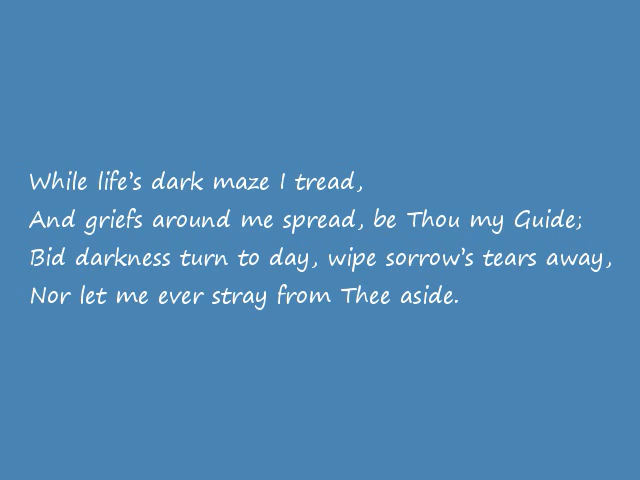 While life’s dark maze I tread,
And griefs around me spread, be Thou my Guide;
Bid darkness turn to day, wipe sorrow’s tears away,
Nor let me ever stray from Thee aside.